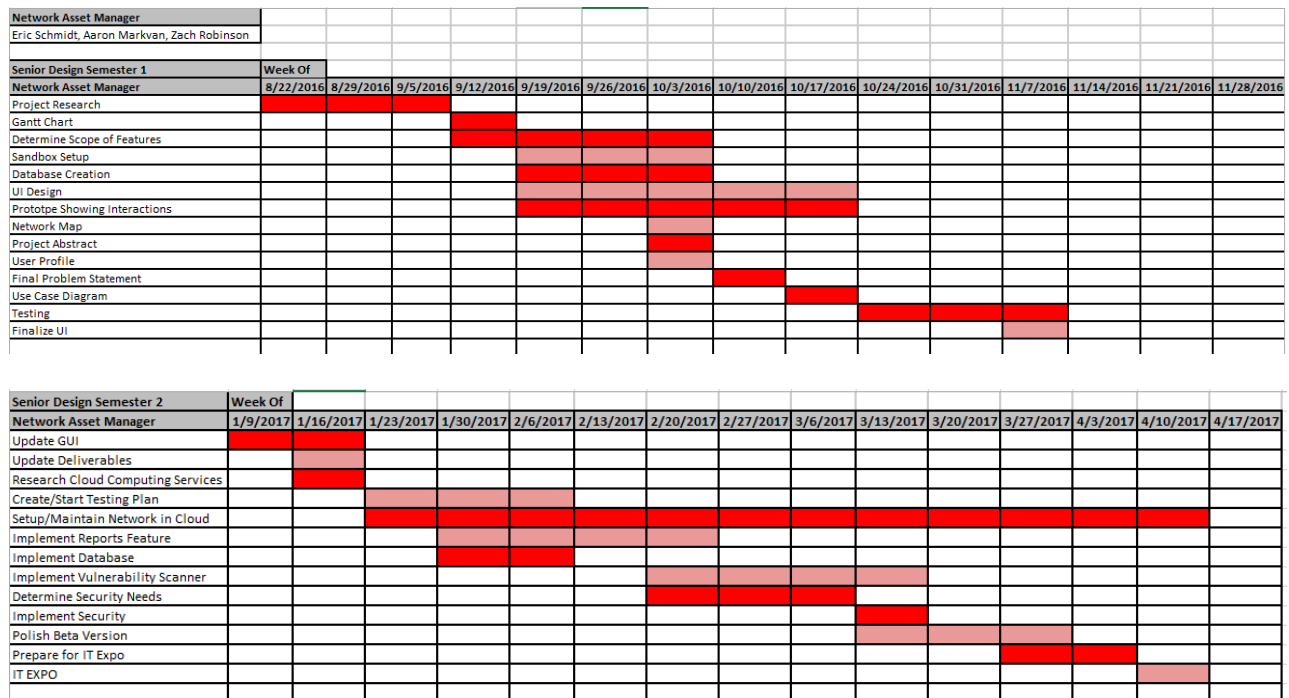 Network Asset Manager
Eric Schmidt, Aaron Markvan, Zach Robinson
Senior Design Semester 1 Week Of
Network Asset Manager 8/22/2016 8/29/2016 9/5/2016 9/12/2016 9/19/2016 9/26/2016 10/3/2016 10/10/2016 10/17/2016 10/24/2016 10/31/2016 11/7/2016 11/14/2016 11/21/2016 11/28/2016
Project Research
Gantt Chart
Determine Scope of Features
Sandbox Setup
Database Creation
UI Design
Prototpe Showing Interactions
Network Map
Project Abstract
User Profile
Final Problem Statement
Use Case Diagram
Testing
Finalize UI
Senior Design Semester 2 Week Of
Network Asset Manager 1/9/2017 1/16/2017 1/23/2017 1/30/2017 2/6/2017 2/13/2017 2/20/2017 2/27/2017 3/6/2017 3/13/2017 3/20/2017 3/27/2017 4/3/2017 4/10/2017 4/17/2017
Update GUI
Update Deliverables
Research Cloud Computing Services
Create/Start Testing Plan
Setup/Maintain Network in Cloud
Implement Reports Feature
Implement Database
Implement Vulnerability Scanner
Determine Security Needs
Implement Security
Polish Beta Version
Prepare for IT Expo
IT EXPO